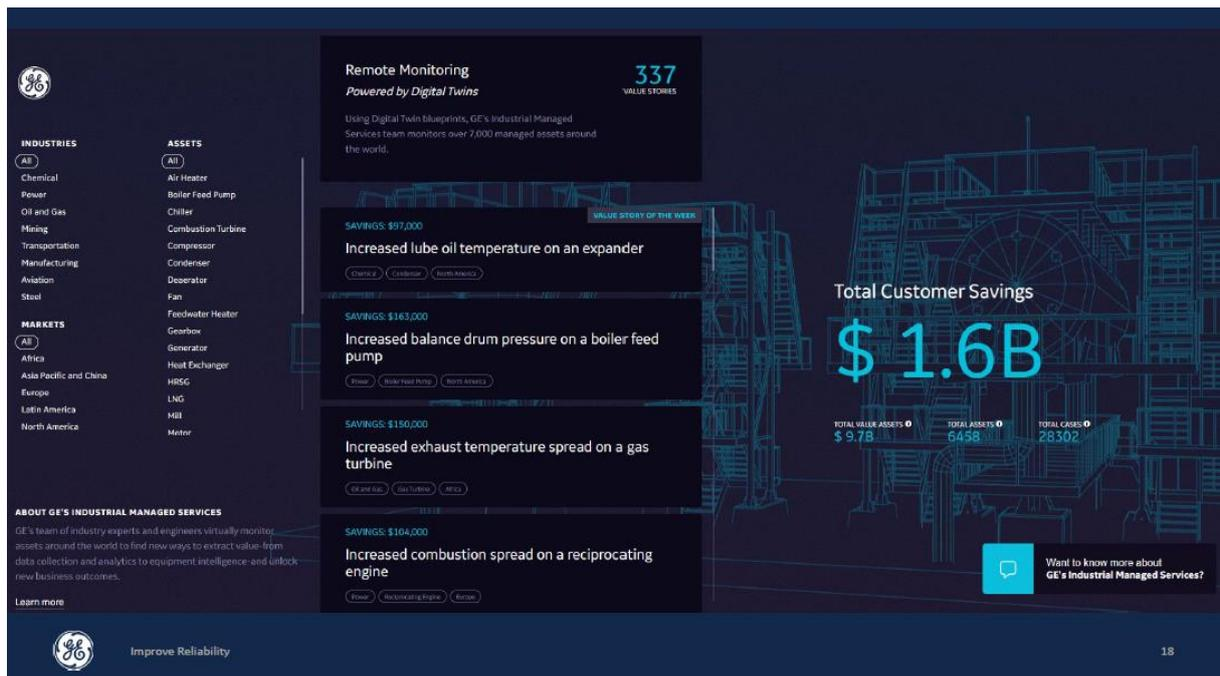 INDUSTRIES
All
Chemical
Power
Oil and Gas
Mining
Transportation
Manufacturing
Aviation
Steel
MARKETS
All
Africa
Asia Pacific and China
Europe
Latin America
North America
ASSETS
All
Air Heater
Boiler Feed Pump
Chiller
Combustion Turbine
Compressor
Condenser
Deaerator
Fan
Feedwater Heater
Gearbox
Generator
Heat Exchanger
HRSG
LNG
Mill
Motor
ABOUT GE'S INDUSTRIAL MANAGED SERVICES
GE's team of industry experts and engineers virtually monitor
assets around the world to find new ways to extract value-from
data collection and analytics to equipment intelligence-and unlock
new business outcomes.
Learn more
Remote Monitoring
Powered by Digital Twins
337
VALUE STORIES
Using Digital Twin blueprints, GE's Industrial Managed
Services team monitors over 7,000 managed assets around
the world.
VALUE STORY OF THE WEEK
SAVINGS: $97,000
Increased lube oil temperature on an expander
Chemical Condenser North America
SAVINGS: $163,000
Increased balance drum pressure on a boiler feed
pump
Power Boiler Feed Pump North America
SAVINGS: $150,000
Increased exhaust temperature spread on a gas
turbine
Oil and Gas Gas Turbine Africa
SAVINGS: $104,000
Increased combustion spread on a reciprocating
engine
Power Reciprocating Engine Europe
Total Customer Savings
$ 1.6B
TOTAL VALUE ASSETS TOTAL ASSETS TOTAL CASES
$ 9.7B 6458 28302
Want to know more about
GE's Industrial Managed Services?
GE
Improve Reliability
18